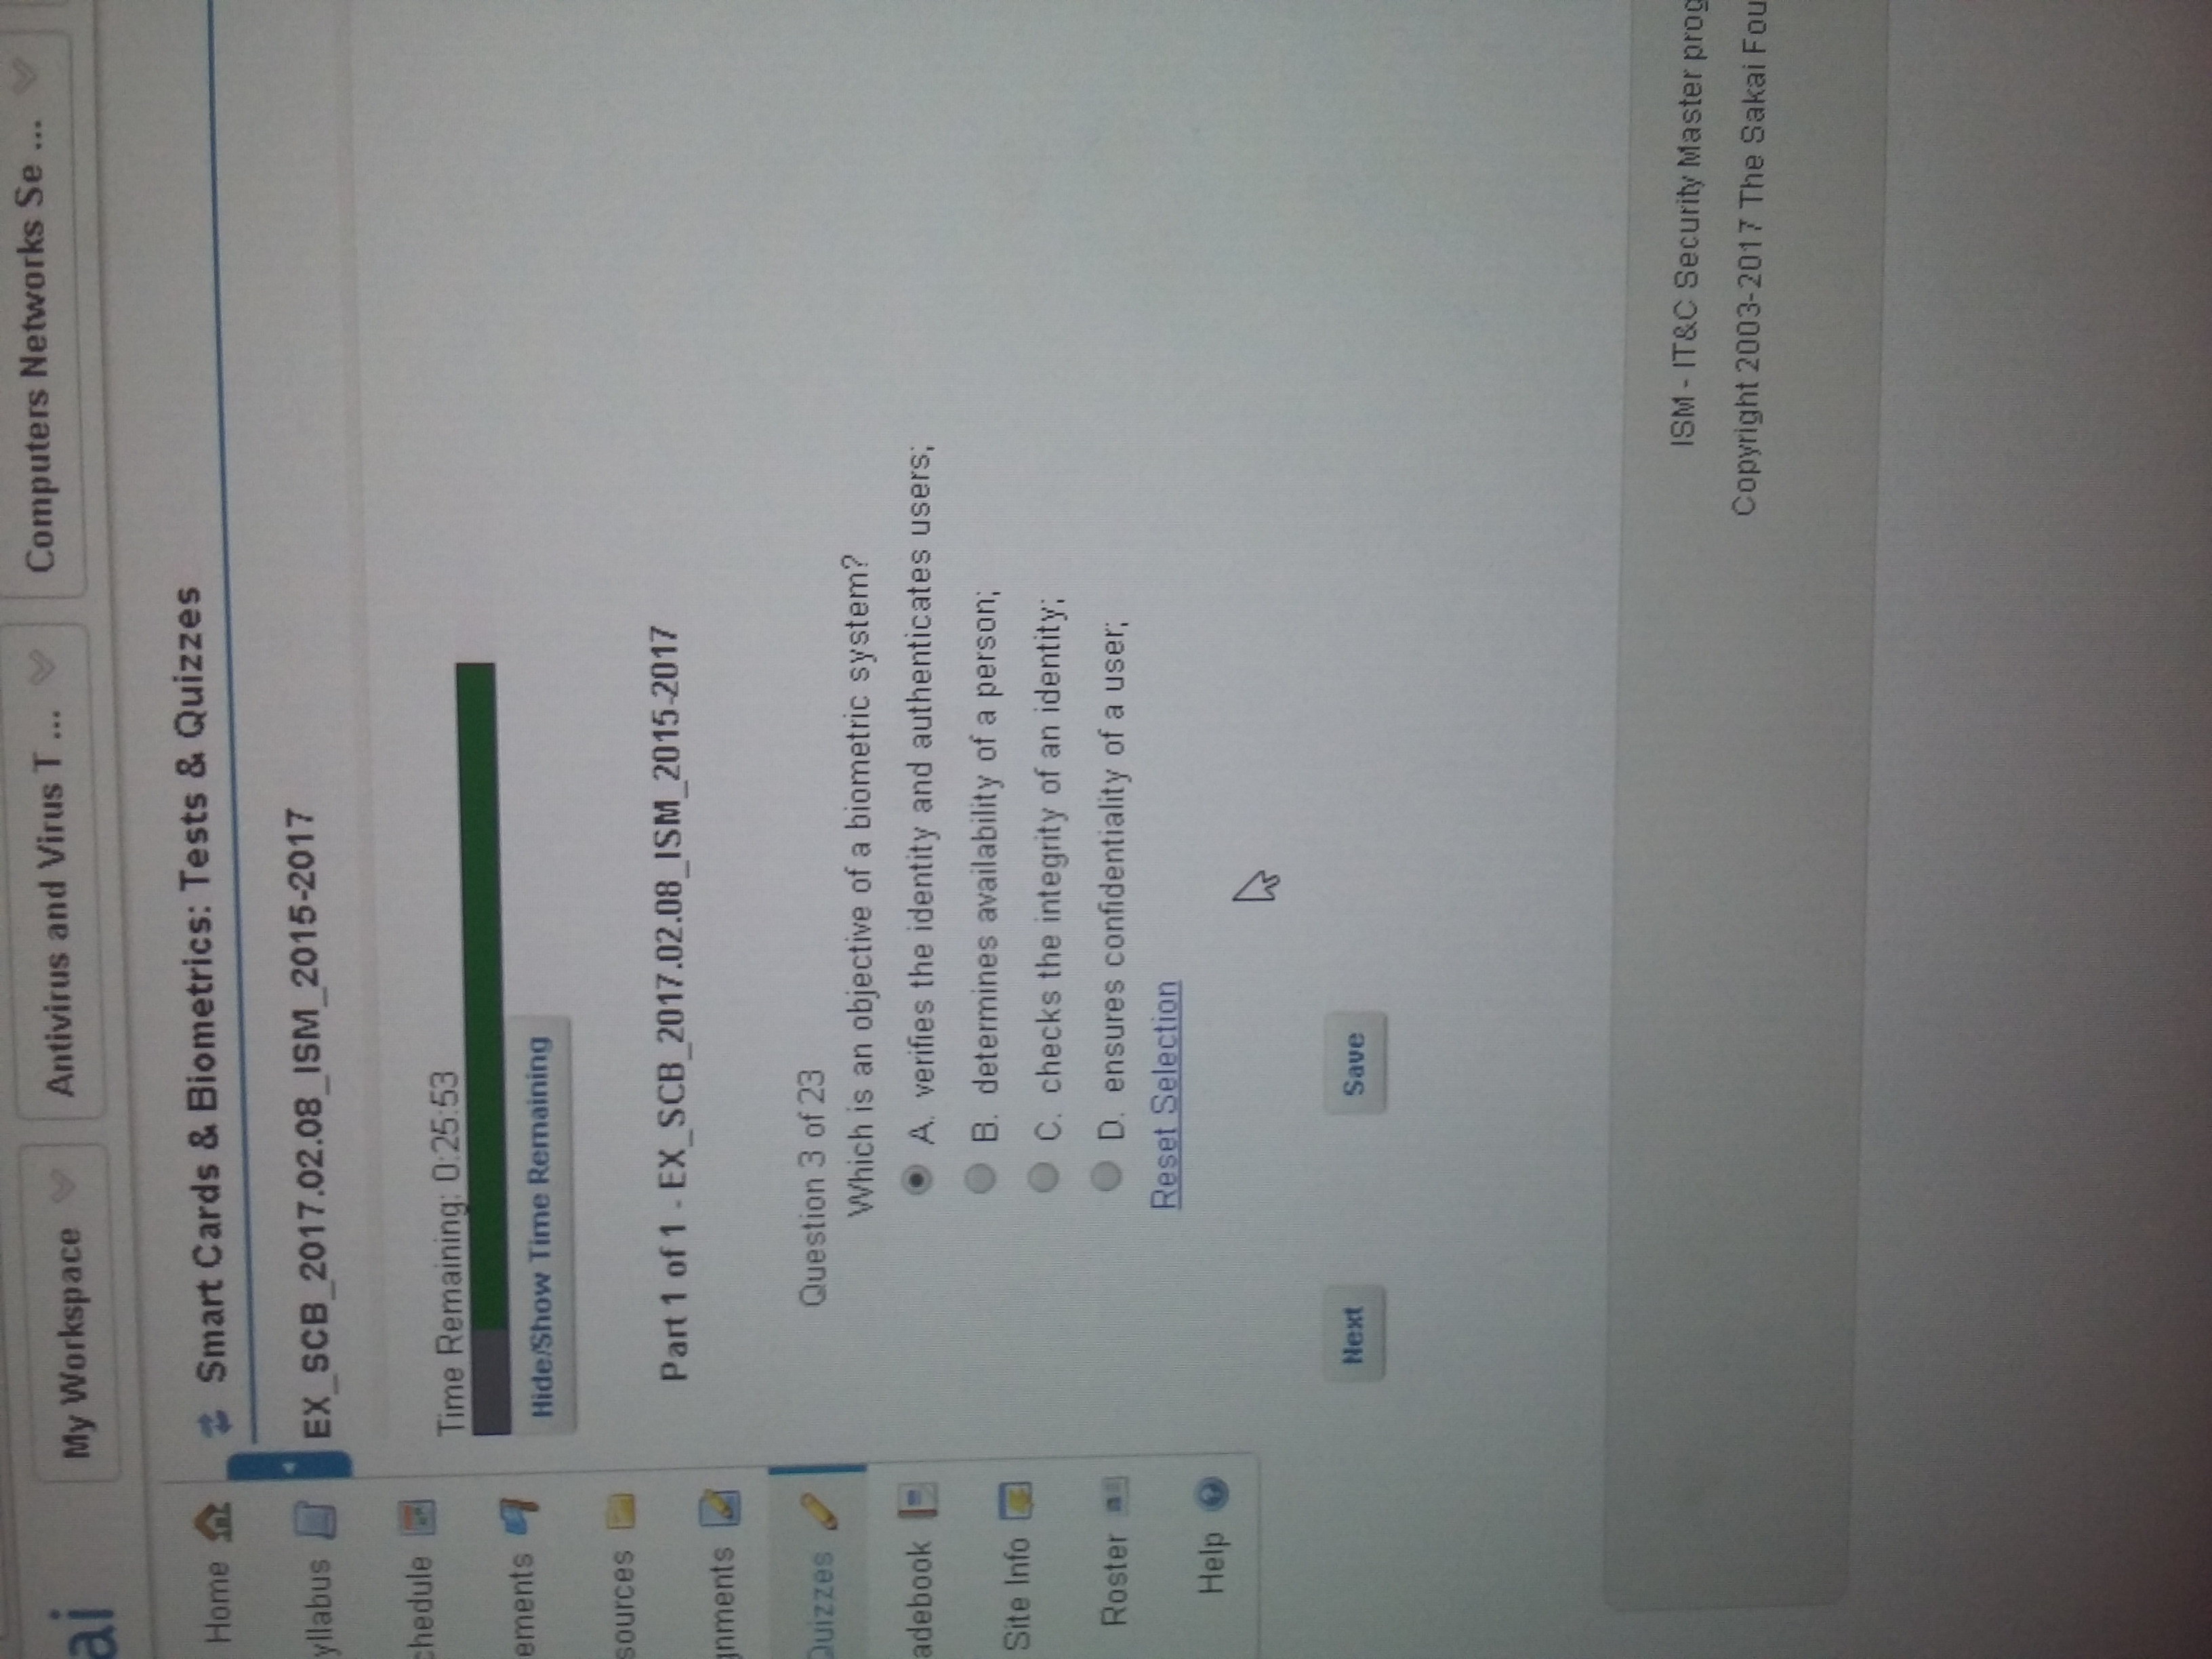 ai
My Workspace
Antivirus and Virus T ...
Computers Networks Se ...
Home
yllabus
chedule
ements
sources
gnments
Quizzes
adebook
Site Info
Roster
Help
Smart Cards & Biometrics: Tests & Quizzes
EX_SCB_2017.02.08_ISM_2015-2017
Time Remaining: 0:25:53
Hide/Show Time Remaining
Part 1 of 1 - EX_SCB_2017.02.08_ISM_2015-2017
Question 3 of 23
Which is an objective of a biometric system?
A. verifies the identity and authenticates users;
B. determines availability of a person;
C. checks the integrity of an identity;
D. ensures confidentiality of a user;
Reset Selection
Next
Save
ISM - IT&C Security Master prog
Copyright 2003-2017 The Sakai Fou